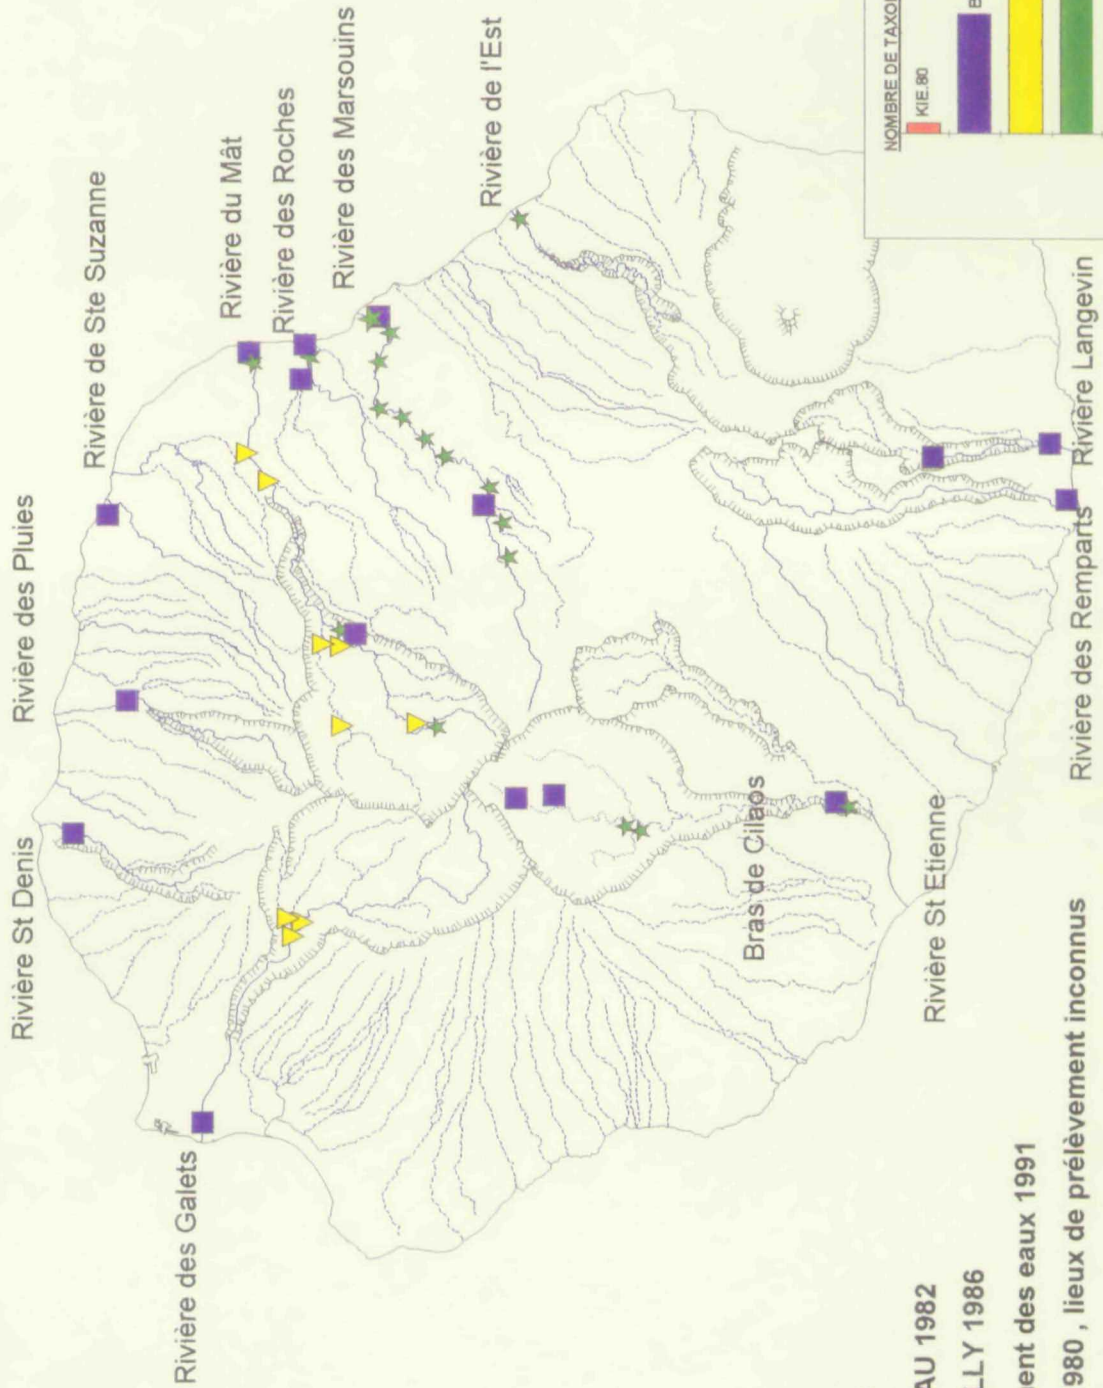 Rivière St Denis
Rivière des Pluies
Rivière de Ste Suzanne
Rivière du Mât
Rivière des Roches
Rivière des Marsouins
Rivière de l'Est
Rivière des Galets
Bras de Cilaos
Rivière St Etienne
Rivière des Remparts
Rivière Langevin
AU 1982
LLY 1986
ent des eaux 1991
980 , lieux de prélèvement inconnus
NOMBRE DE TAXO
KIE.80